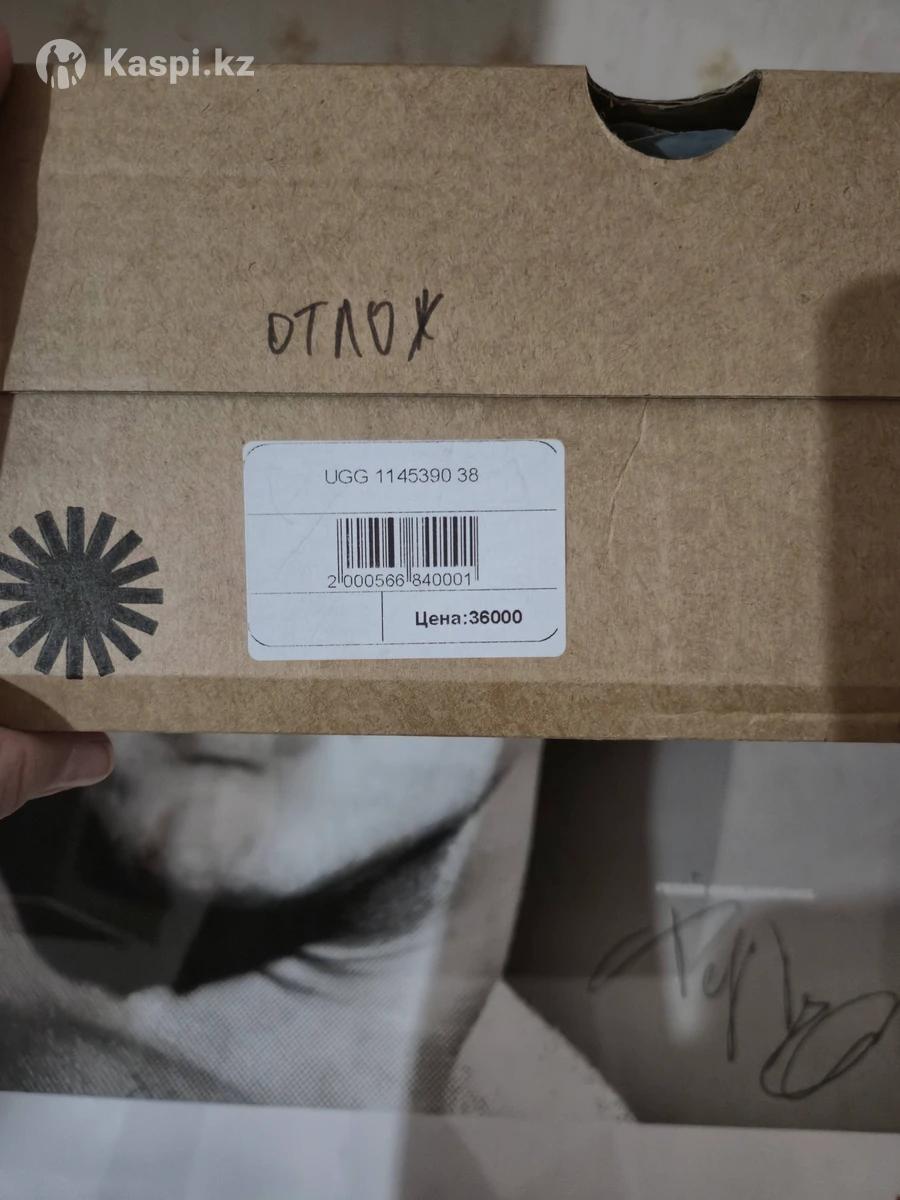 Kaspi.kz
ОТЛОЖ
UGG 1145390 38
2 000566 840001
Цена:36000